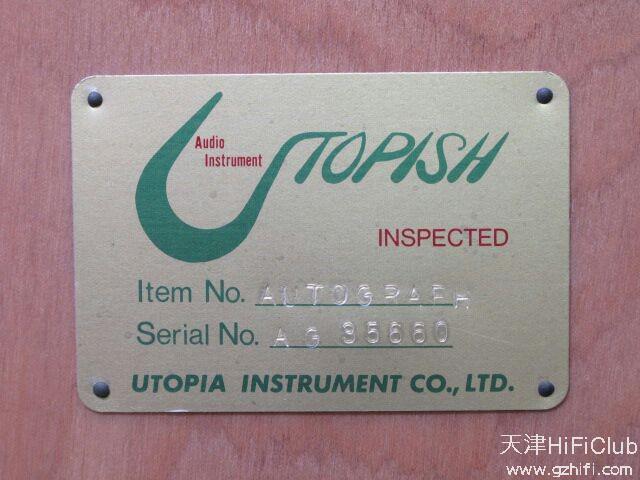 Audio
Instrument
UTOPISH
INSPECTED
Item No. AUTOGRAPH
Serial No. AG 95660
UTOPIA INSTRUMENT CO., LTD.
天津HiFiClub
www.gzhifi.com